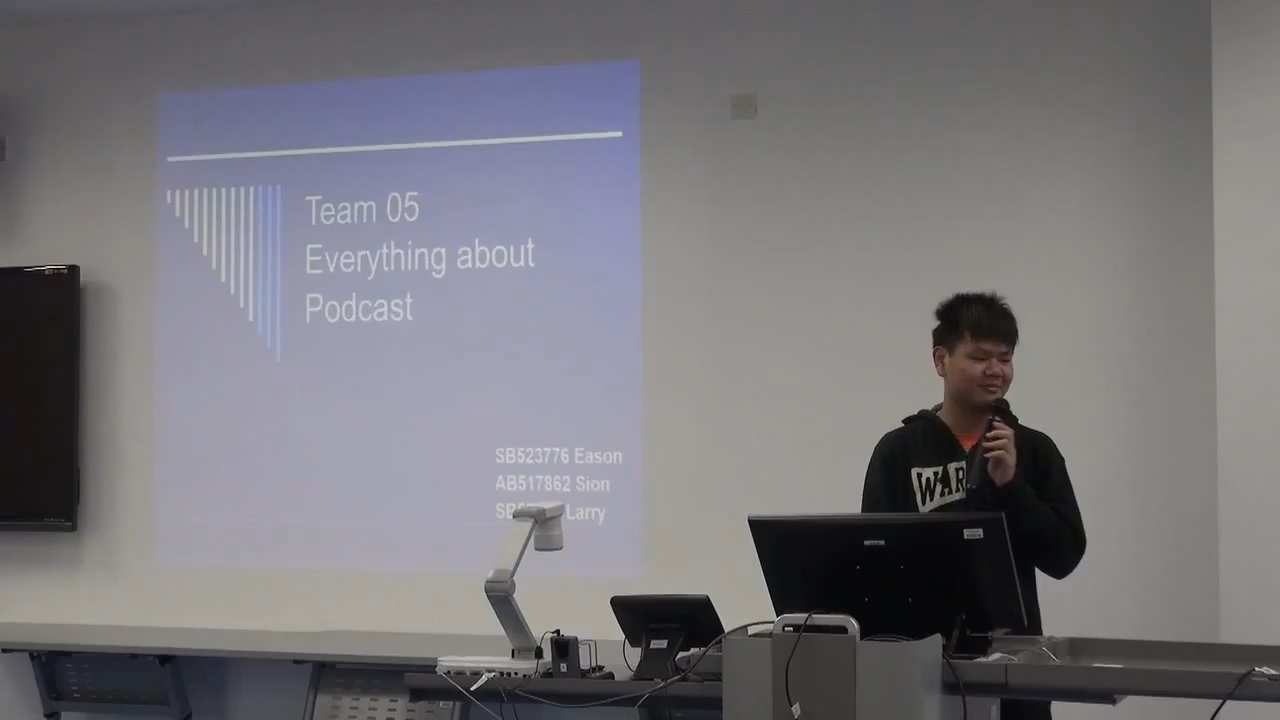 Team 05
Everything about
Podcast
SB523776 Eason
AB517862 Sion
Larry
WAR